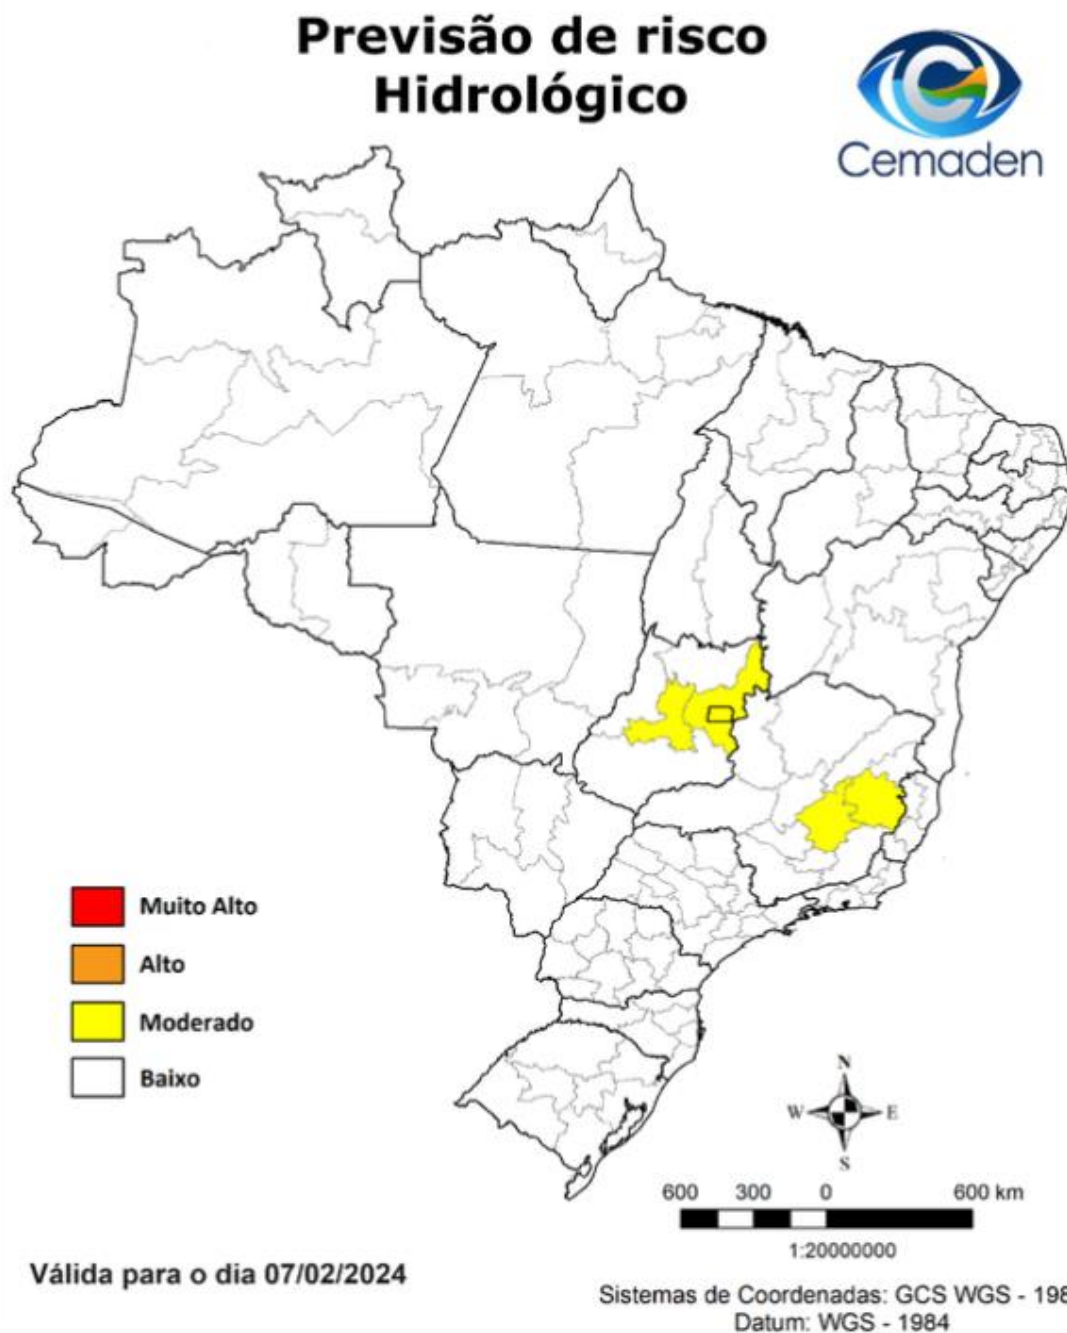 Previsão de risco
Hidrológico
Cemaden
Muito Alto
Alto
Moderado
Baixo
N
W E
S
600 300 0 600 km
1:20000000
Válida para o dia 07/02/2024
Sistemas de Coordenadas: GCS WGS - 198
Datum: WGS - 1984